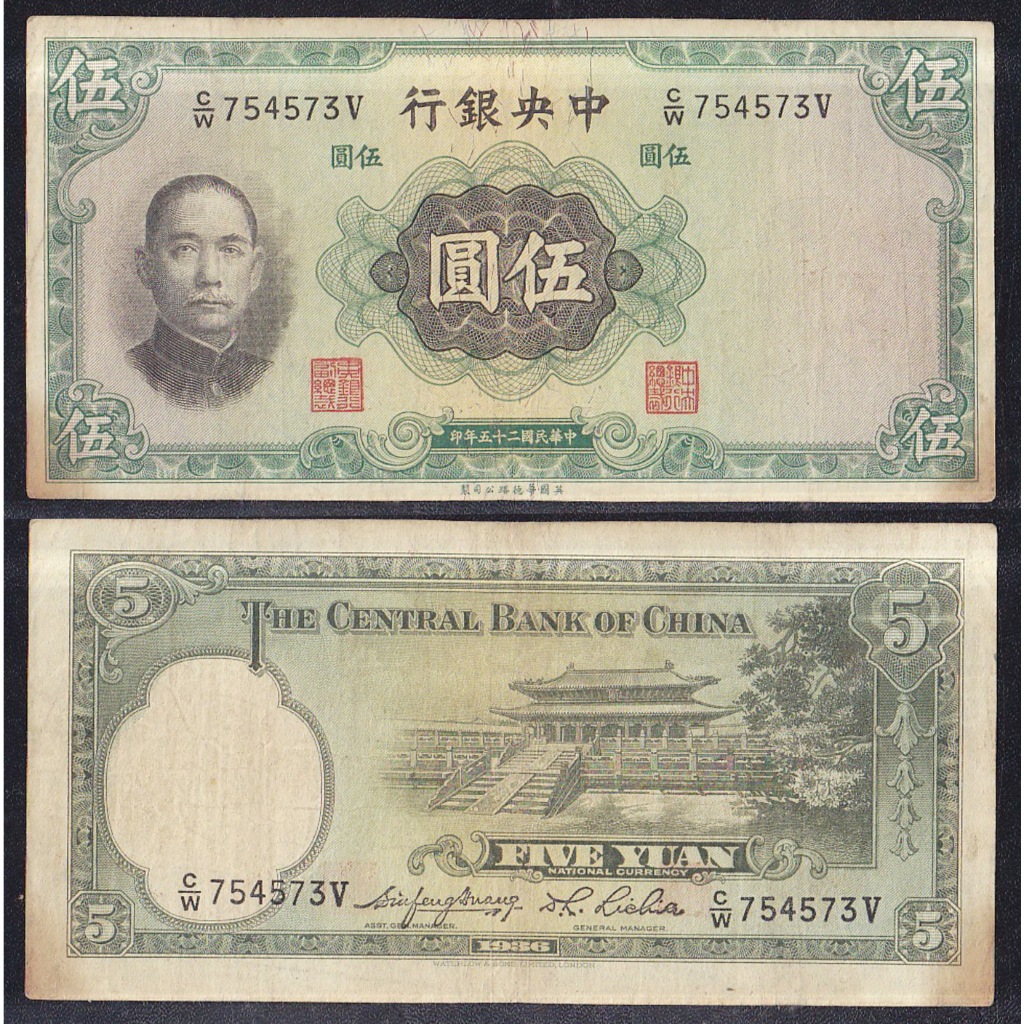 伍 伍
C/W 754573V 行銀央中 C/W 754573V
圓伍 圓伍
圓伍
印年五十二國民華中
伍 伍
製司公路德華國英
5 5
THE CENTRAL BANK OF CHINA
FIVE YUAN
NATIONAL CURRENCY
C/W 754573V C/W 754573V
ASST. GEN. MANAGER. GENERAL MANAGER.
5 5
1936
WATERLOW & SONS LIMITED, LONDON